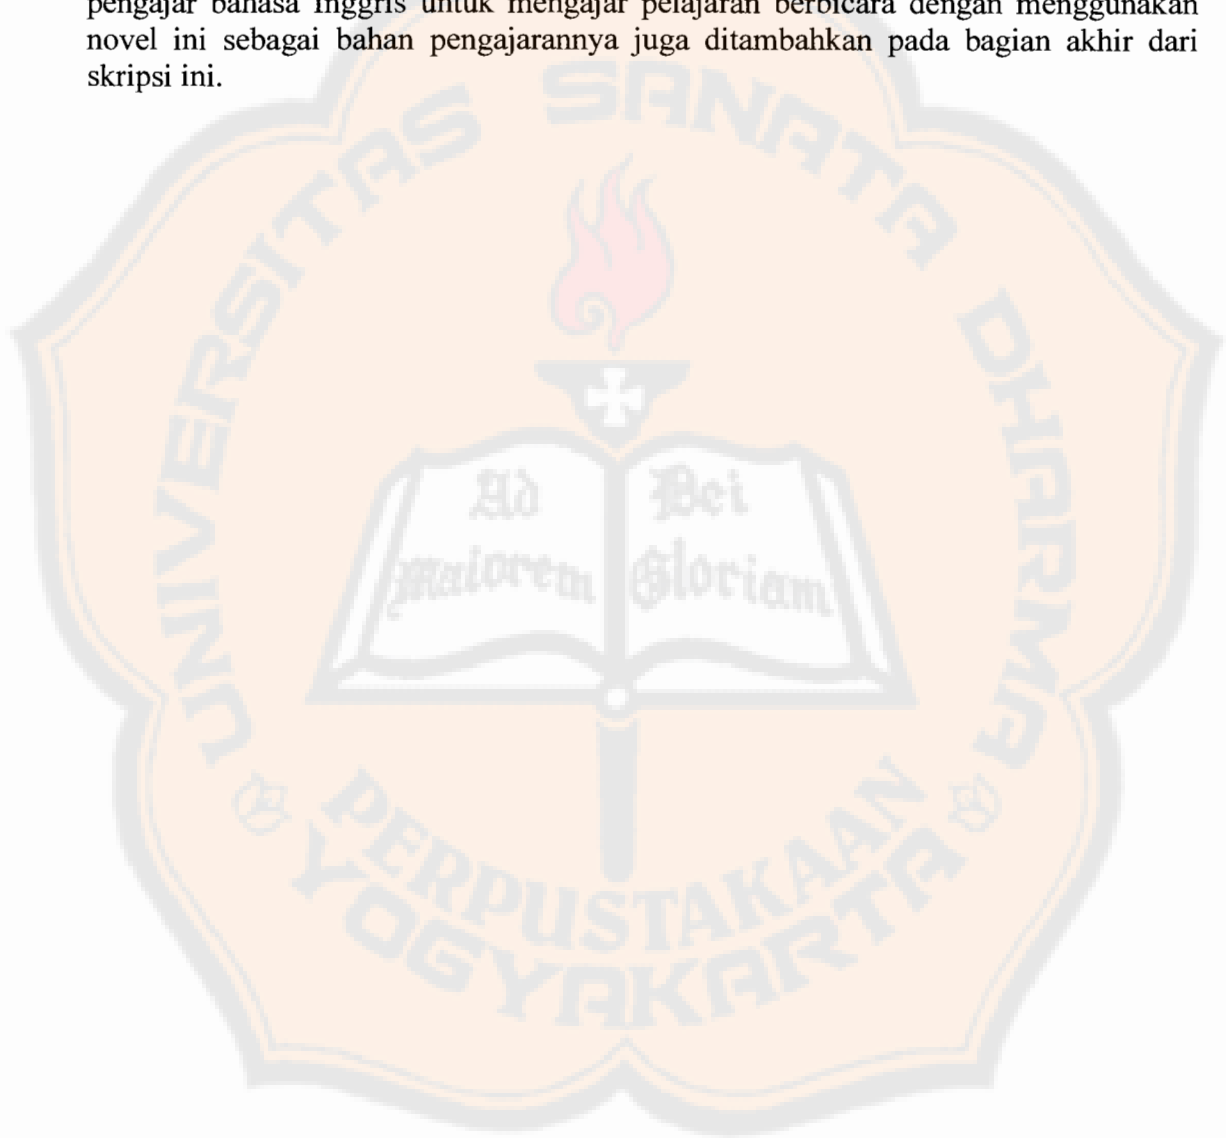 pengajar bahasa Inggris untuk mengajar pelajaran berbicara dengan menggunakan
novel ini sebagai bahan pengajarannya juga ditambahkan pada bagian akhir dari
skripsi ini.
UNIVERSITAS SANATA DHARMA
Ad Dei
maiorem Gloriam
PERPUSTAKAAN
YOGYAKARTA